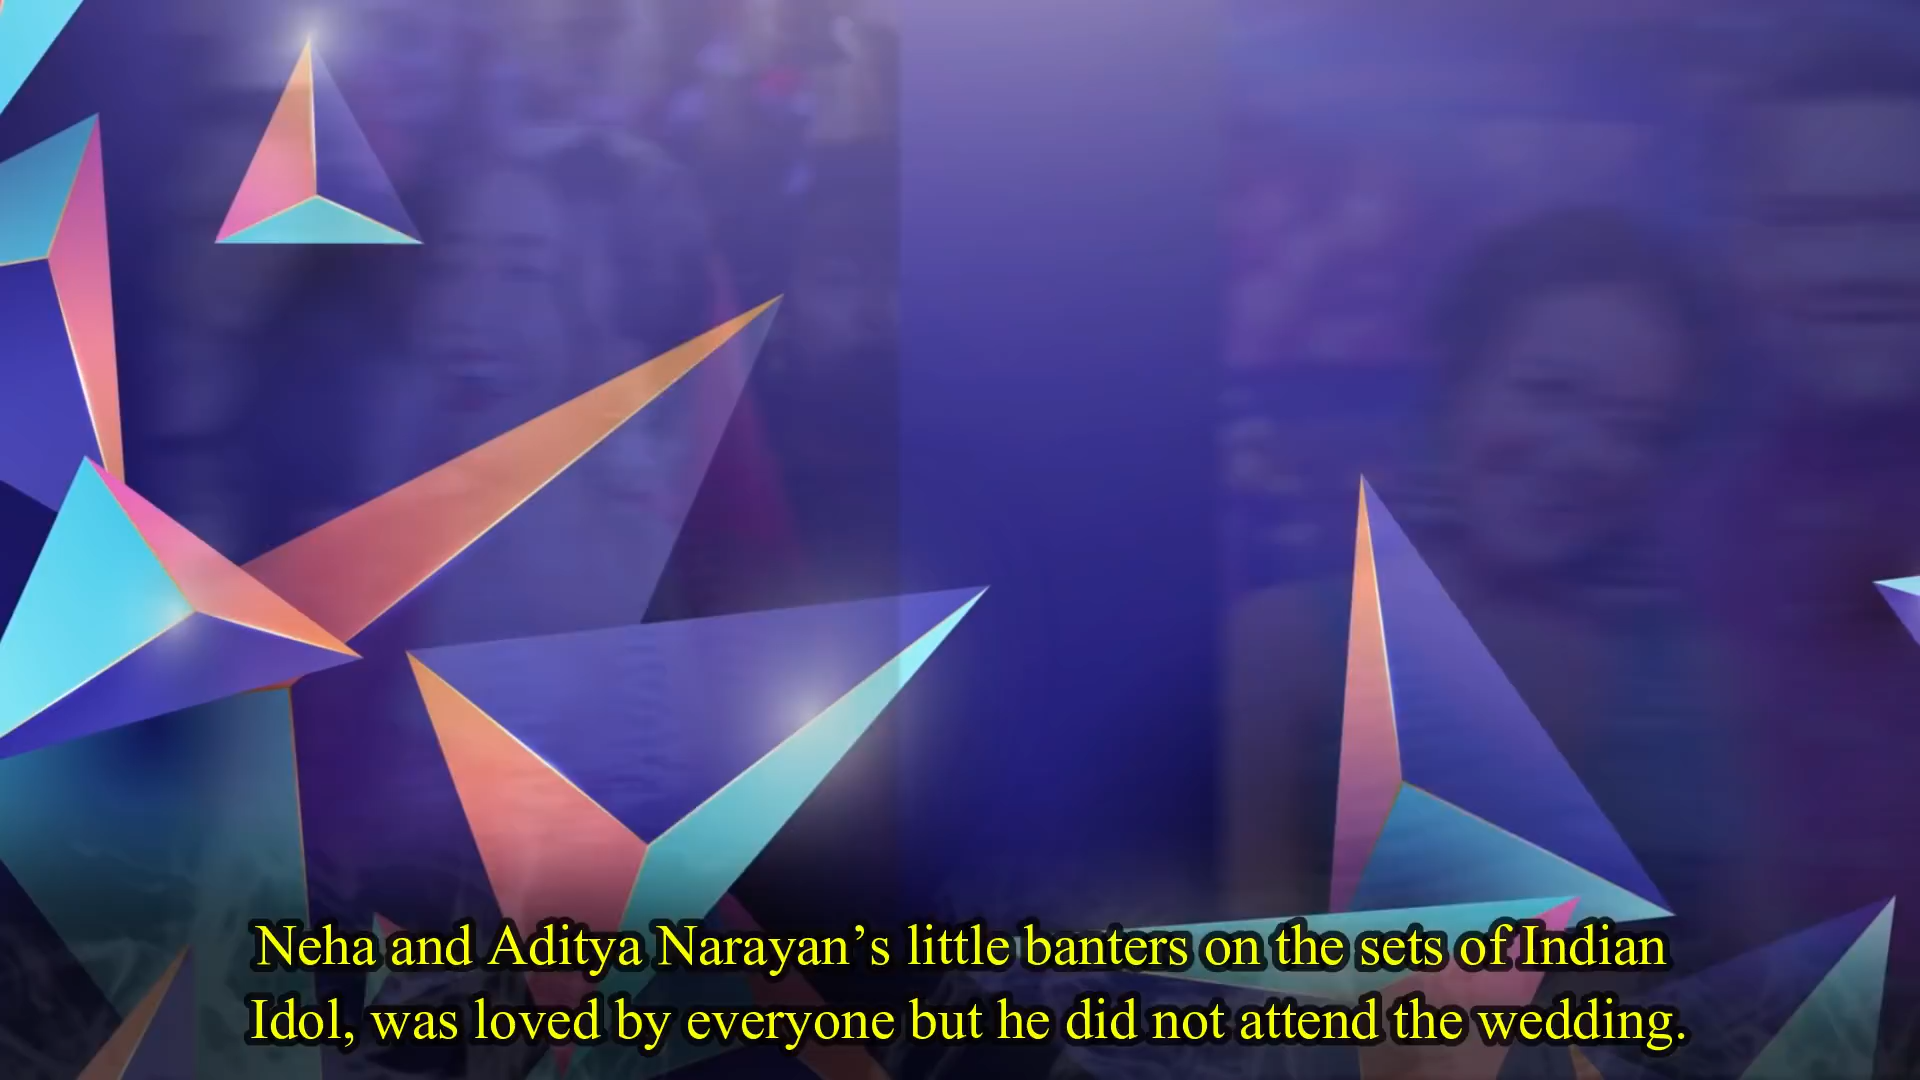 Neha and Aditya Narayan’s little banters on the sets of Indian
Idol, was loved by everyone but he did not attend the wedding.